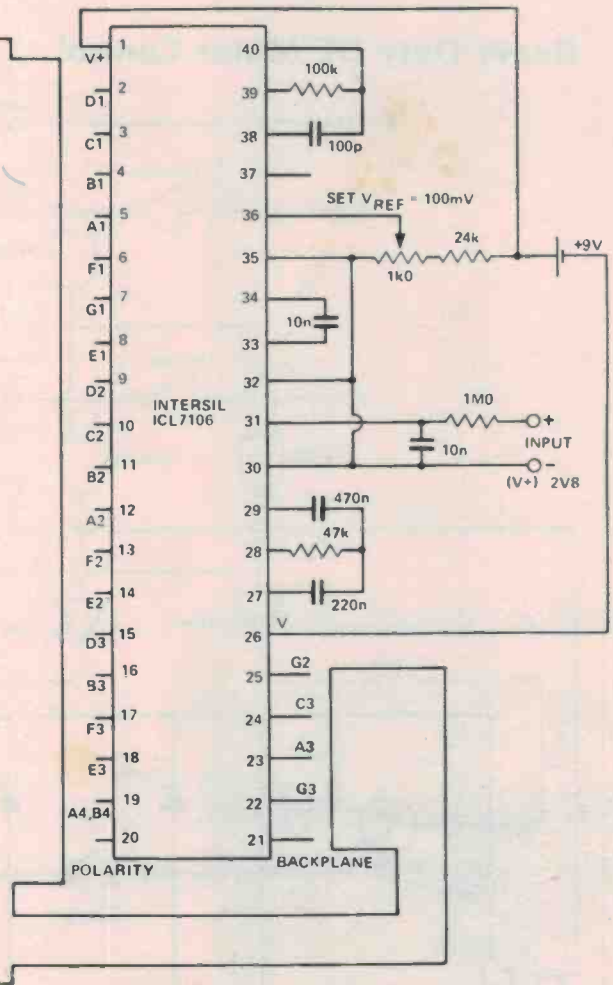 1
V+
D1
2
C1
3
B1
4
A1
5
F1
6
G1
7
E1
8
D2
9
C2
10
B2
11
A2
12
F2
13
E2
14
D3
15
B3
16
F3
17
E3
18
A4,B4
19
20
POLARITY
INTERSIL
ICL7106
40
39
100k
38
100p
37
36
SET VREF = 100mV
35
1k0
24k
+9V
34
10n
33
32
31
1M0
+
INPUT
10n
30
−
(V+) 2V8
29
470n
28
47k
27
220n
26
V
25
G2
24
C3
23
A3
22
G3
21
BACKPLANE